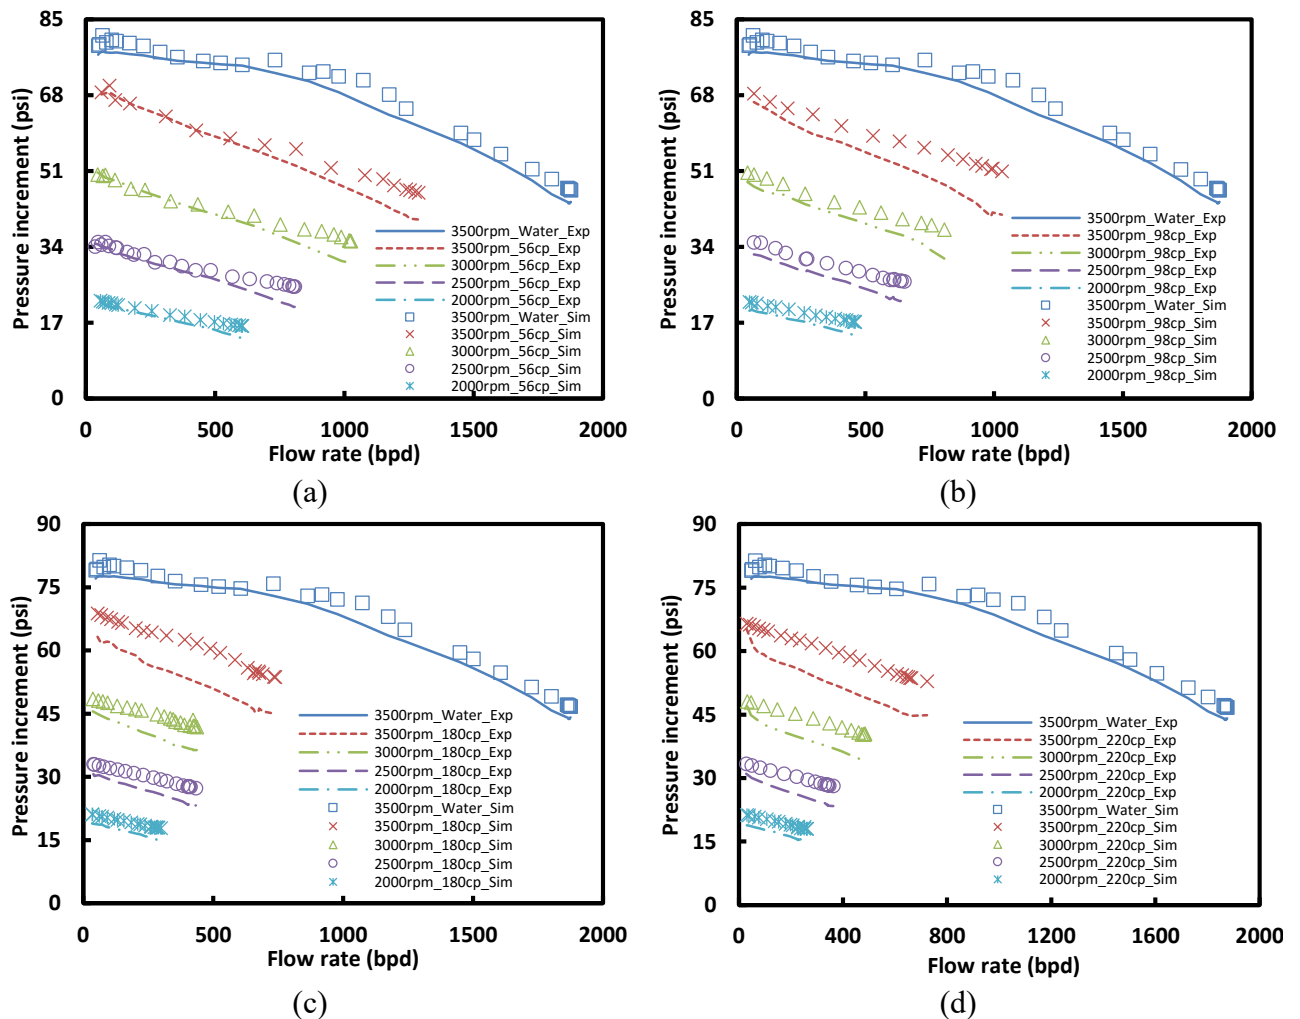 85
68
51
34
17
0
Pressure increment (psi)
3500rpm_Water_Exp
3500rpm_56cp_Exp
3000rpm_56cp_Exp
2500rpm_56cp_Exp
2000rpm_56cp_Exp
3500rpm_Water_Sim
3500rpm_56cp_Sim
3000rpm_56cp_Sim
2500rpm_56cp_Sim
2000rpm_56cp_Sim
0 500 1000 1500 2000
Flow rate (bpd)
(a)
85
68
51
34
17
0
Pressure increment (psi)
3500rpm_Water_Exp
3500rpm_98cp_Exp
3000rpm_98cp_Exp
2500rpm_98cp_Exp
2000rpm_98cp_Exp
3500rpm_Water_Sim
3500rpm_98cp_Sim
3000rpm_98cp_Sim
2500rpm_98cp_Sim
2000rpm_98cp_Sim
0 500 1000 1500 2000
Flow rate (bpd)
(b)
90
75
60
45
30
15
0
Pressure increment (psi)
3500rpm_Water_Exp
3500rpm_180cp_Exp
3000rpm_180cp_Exp
2500rpm_180cp_Exp
2000rpm_180cp_Exp
3500rpm_Water_Sim
3500rpm_180cp_Sim
3000rpm_180cp_Sim
2500rpm_180cp_Sim
2000rpm_180cp_Sim
0 500 1000 1500 2000
Flow rate (bpd)
(c)
90
75
60
45
30
15
0
Pressure increment (psi)
3500rpm_Water_Exp
3500rpm_220cp_Exp
3000rpm_220cp_Exp
2500rpm_220cp_Exp
2000rpm_220cp_Exp
3500rpm_Water_Sim
3500rpm_220cp_Sim
3000rpm_220cp_Sim
2500rpm_220cp_Sim
2000rpm_220cp_Sim
0 400 800 1200 1600 2000
Flow rate (bpd)
(d)